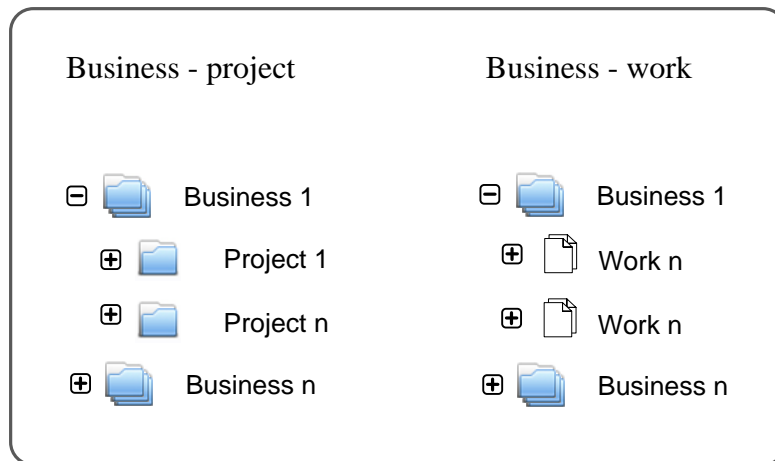 Business - project
Business 1
Project 1
Project n
Business n
Business - work
Business 1
Work n
Work n
Business n